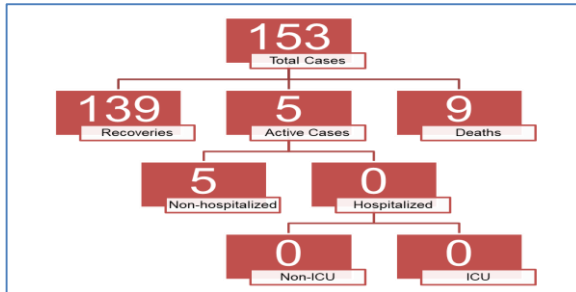 153
Total Cases
139
Recoveries
5
Active Cases
9
Deaths
5
Non-hospitalized
0
Hospitalized
0
Non-ICU
0
ICU